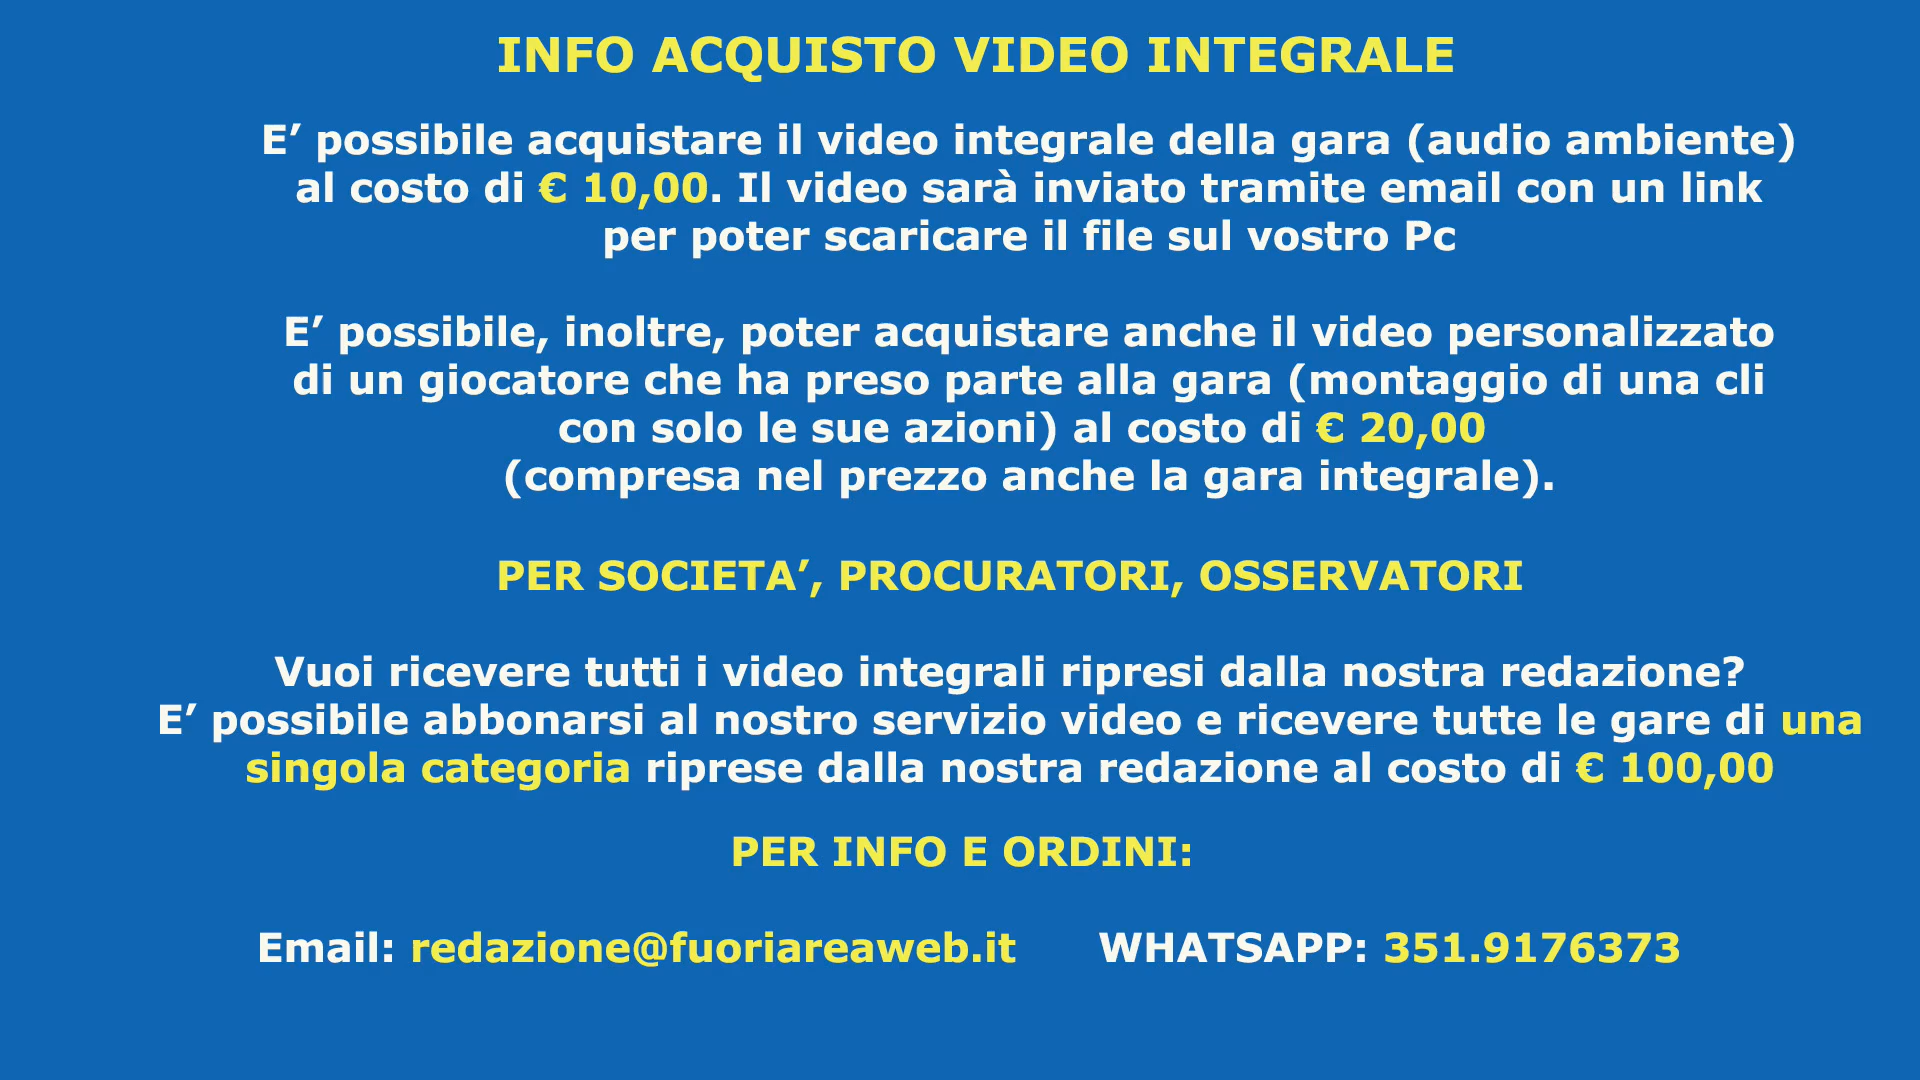 INFO ACQUISTO VIDEO INTEGRALE
E’ possibile acquistare il video integrale della gara (audio ambiente)
al costo di € 10,00. Il video sarà inviato tramite email con un link
per poter scaricare il file sul vostro Pc
E’ possibile, inoltre, poter acquistare anche il video personalizzato
di un giocatore che ha preso parte alla gara (montaggio di una cli
con solo le sue azioni) al costo di € 20,00
(compresa nel prezzo anche la gara integrale).
PER SOCIETA’, PROCURATORI, OSSERVATORI
Vuoi ricevere tutti i video integrali ripresi dalla nostra redazione?
E’ possibile abbonarsi al nostro servizio video e ricevere tutte le gare di una
singola categoria riprese dalla nostra redazione al costo di € 100,00
PER INFO E ORDINI:
Email: redazione@fuoriareaweb.it WHATSAPP: 351.9176373